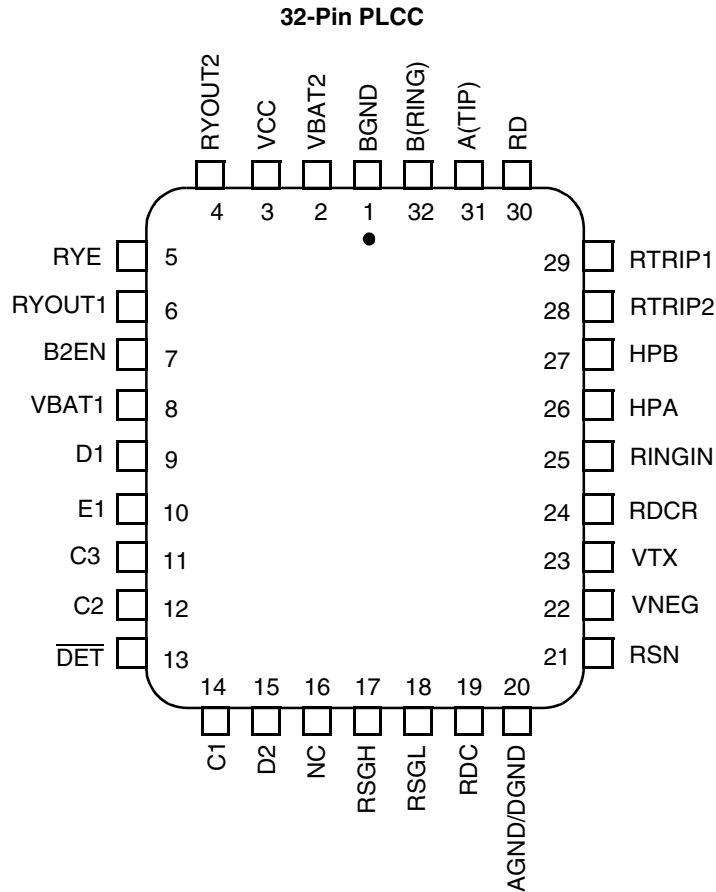 32-Pin PLCC
RYOUT2
VCC
VBAT2
BGND
B(RING)
A(TIP)
RD
4 3 2 1 32 31 30
RYE 5
RYOUT1 6
B2EN 7
VBAT1 8
D1 9
E1 10
C3 11
C2 12
DET 13
29 RTRIP1
28 RTRIP2
27 HPB
26 HPA
25 RINGIN
24 RDCR
23 VTX
22 VNEG
21 RSN
14 15 16 17 18 19 20
C1
D2
NC
RSGH
RSGL
RDC
AGND/DGND